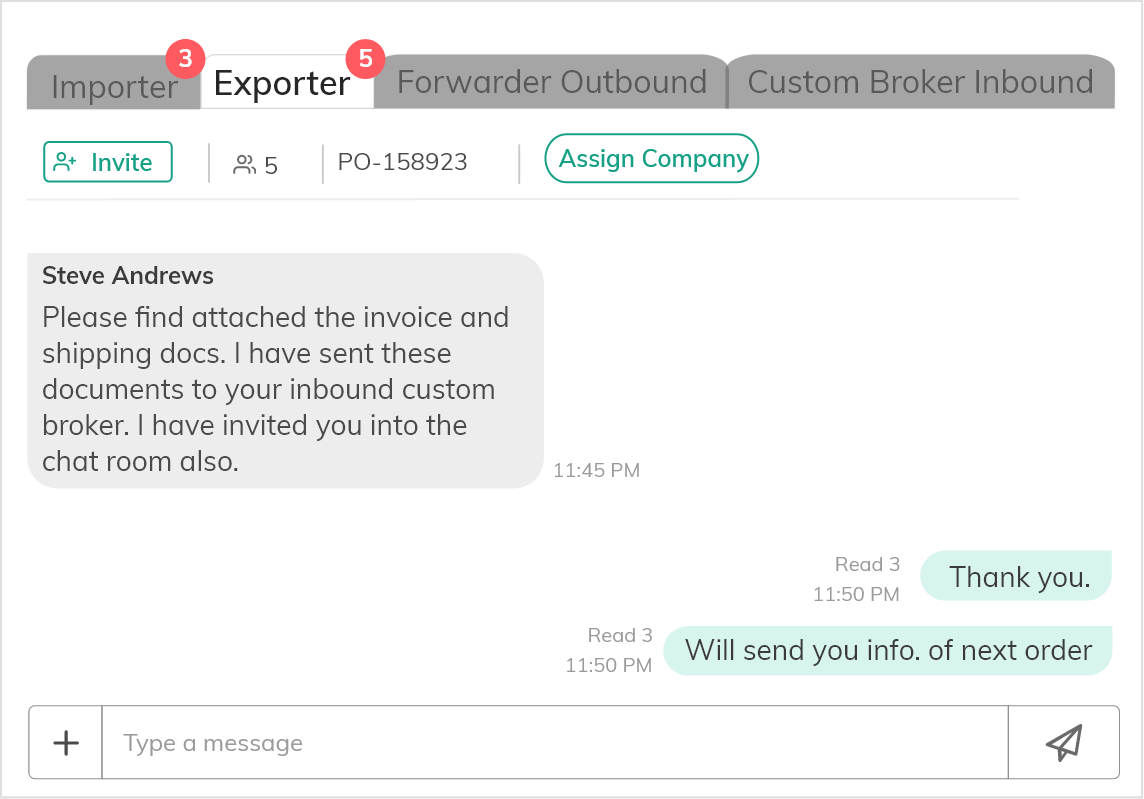 Importer 3 Exporter 5 Forwarder Outbound Custom Broker Inbound
Invite 5 PO-158923 Assign Company
Steve Andrews
Please find attached the invoice and
shipping docs. I have sent these
documents to your inbound custom
broker. I have invited you into the
chat room also.
11:45 PM
Read 3
11:50 PM
Thank you.
Read 3
11:50 PM
Will send you info. of next order
Type a message